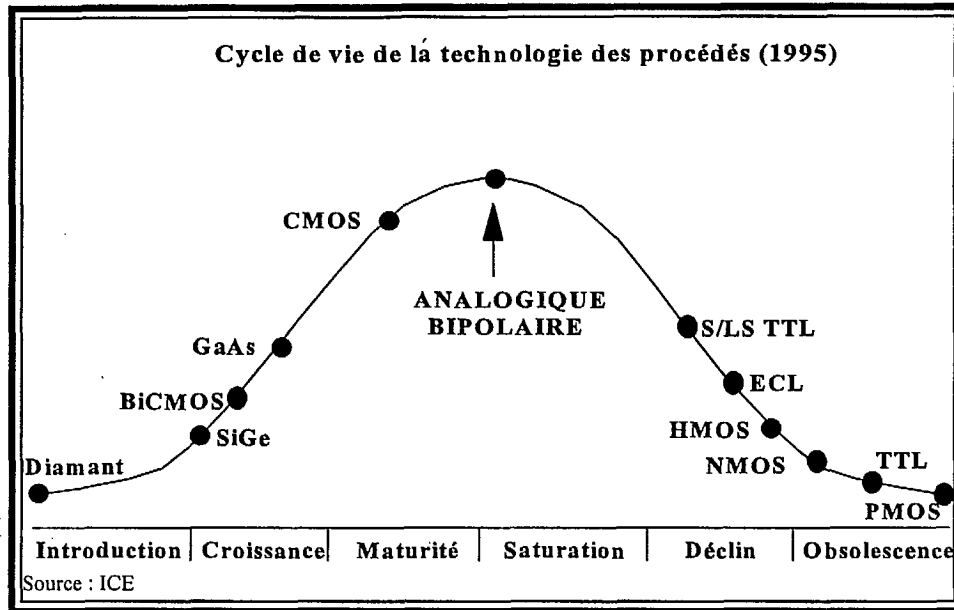 Cycle de vie de la technologie des procédés (1995)
CMOS
ANALOGIQUE
BIPOLAIRE
GaAs
S/LS TTL
BiCMOS
ECL
SiGe
HMOS
Diamant
NMOS
TTL
PMOS
Introduction
Croissance
Maturité
Saturation
Déclin
Obsolescence
Source : ICE